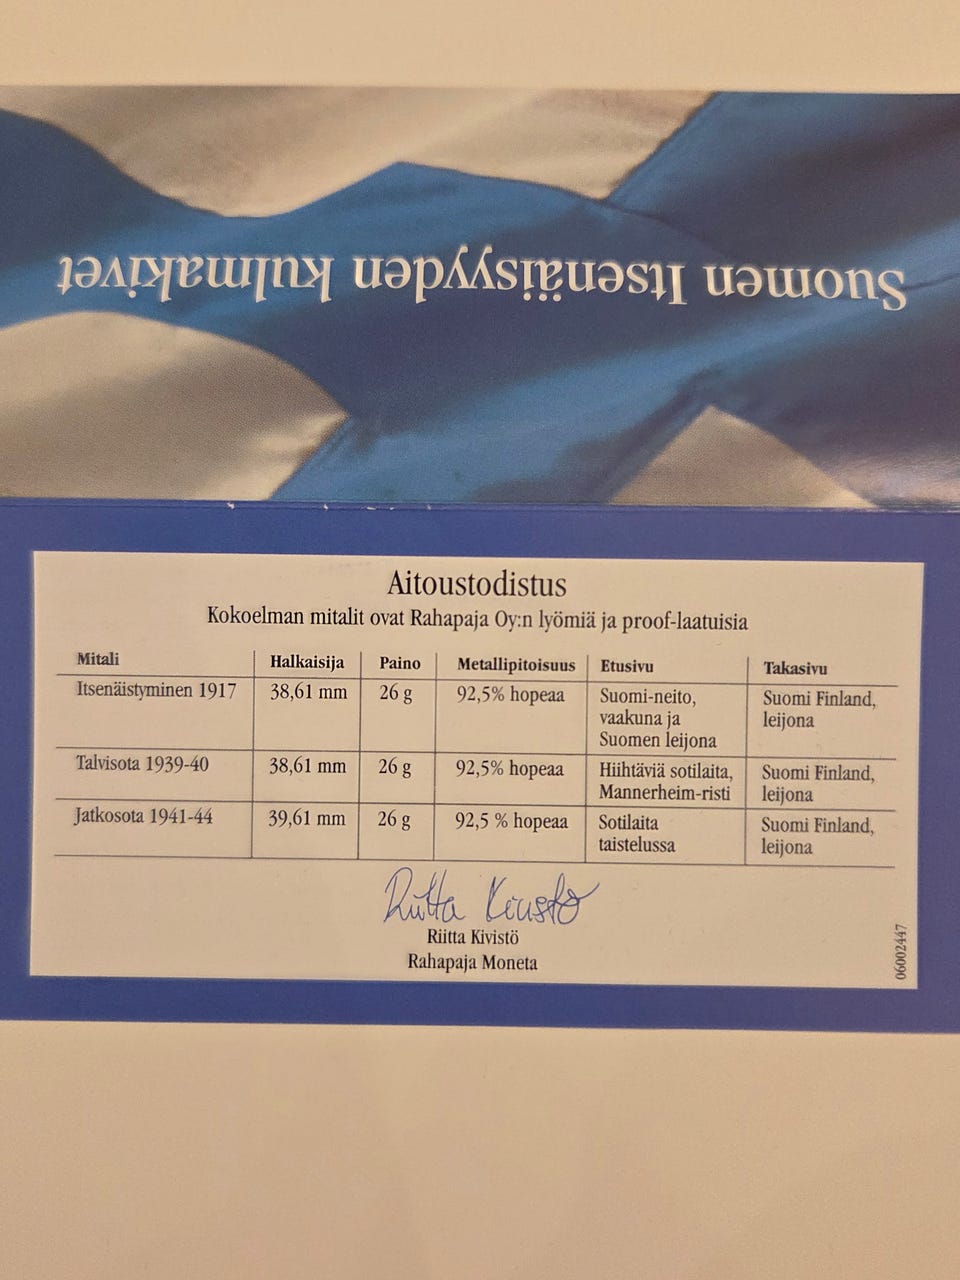 Suomen Itsenäisyyden kulmakivet
Aitoustodistus
Kokoelman mitalit ovat Rahapaja Oy:n lyömiä ja proof-laatuisia
Mitali Halkaisija Paino Metallipitoisuus Etusivu Takasivu
Itsenäistyminen 1917 38,61 mm 26 g 92,5% hopeaa Suomi-neito, Suomi Finland,
vaakuna ja leijona
Suomen leijona
Talvisota 1939-40 38,61 mm 26 g 92,5% hopeaa Hiihtäviä sotilaita, Suomi Finland,
Mannerheim-risti leijona
Jatkosota 1941-44 39,61 mm 26 g 92,5 % hopeaa Sotilaita Suomi Finland,
taistelussa leijona
Riitta Kivistö
Riitta Kivistö
Rahapaja Moneta
06002447